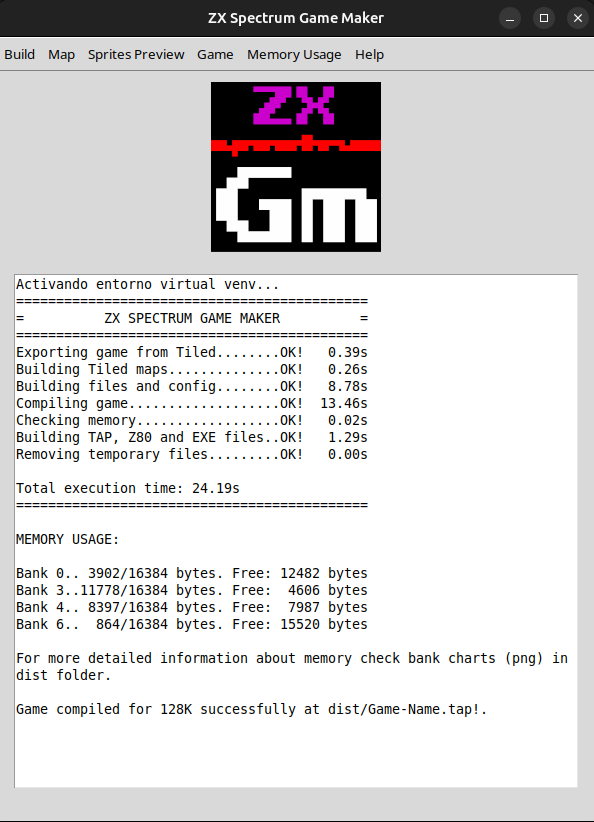 ZX Spectrum Game Maker
Build Map Sprites Preview Game Memory Usage Help
ZX
Gm
Activando entorno virtual venv...
============================================
=          ZX SPECTRUM GAME MAKER          =
============================================
Exporting game from Tiled........OK!   0.39s
Building Tiled maps..............OK!   0.26s
Building files and config........OK!   8.78s
Compiling game...................OK!  13.46s
Checking memory..................OK!   0.02s
Building TAP, Z80 and EXE files..OK!   1.29s
Removing temporary files.........OK!   0.00s
Total execution time: 24.19s
============================================
MEMORY USAGE:
Bank 0.. 3902/16384 bytes. Free: 12482 bytes
Bank 3..11778/16384 bytes. Free:  4606 bytes
Bank 4.. 8397/16384 bytes. Free:  7987 bytes
Bank 6..  864/16384 bytes. Free: 15520 bytes
For more detailed information about memory check bank charts (png) in
dist folder.
Game compiled for 128K successfully at dist/Game-Name.tap!.